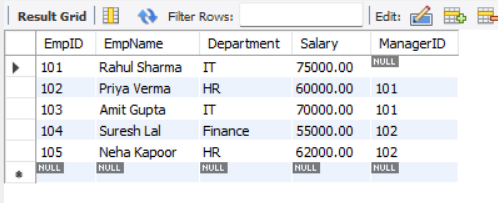 Result Grid Filter Rows: Edit:
EmpID EmpName Department Salary ManagerID
101 Rahul Sharma IT 75000.00 NULL
102 Priya Verma HR 60000.00 101
103 Amit Gupta IT 70000.00 101
104 Suresh Lal Finance 55000.00 102
105 Neha Kapoor HR 62000.00 102
NULL NULL NULL NULL NULL